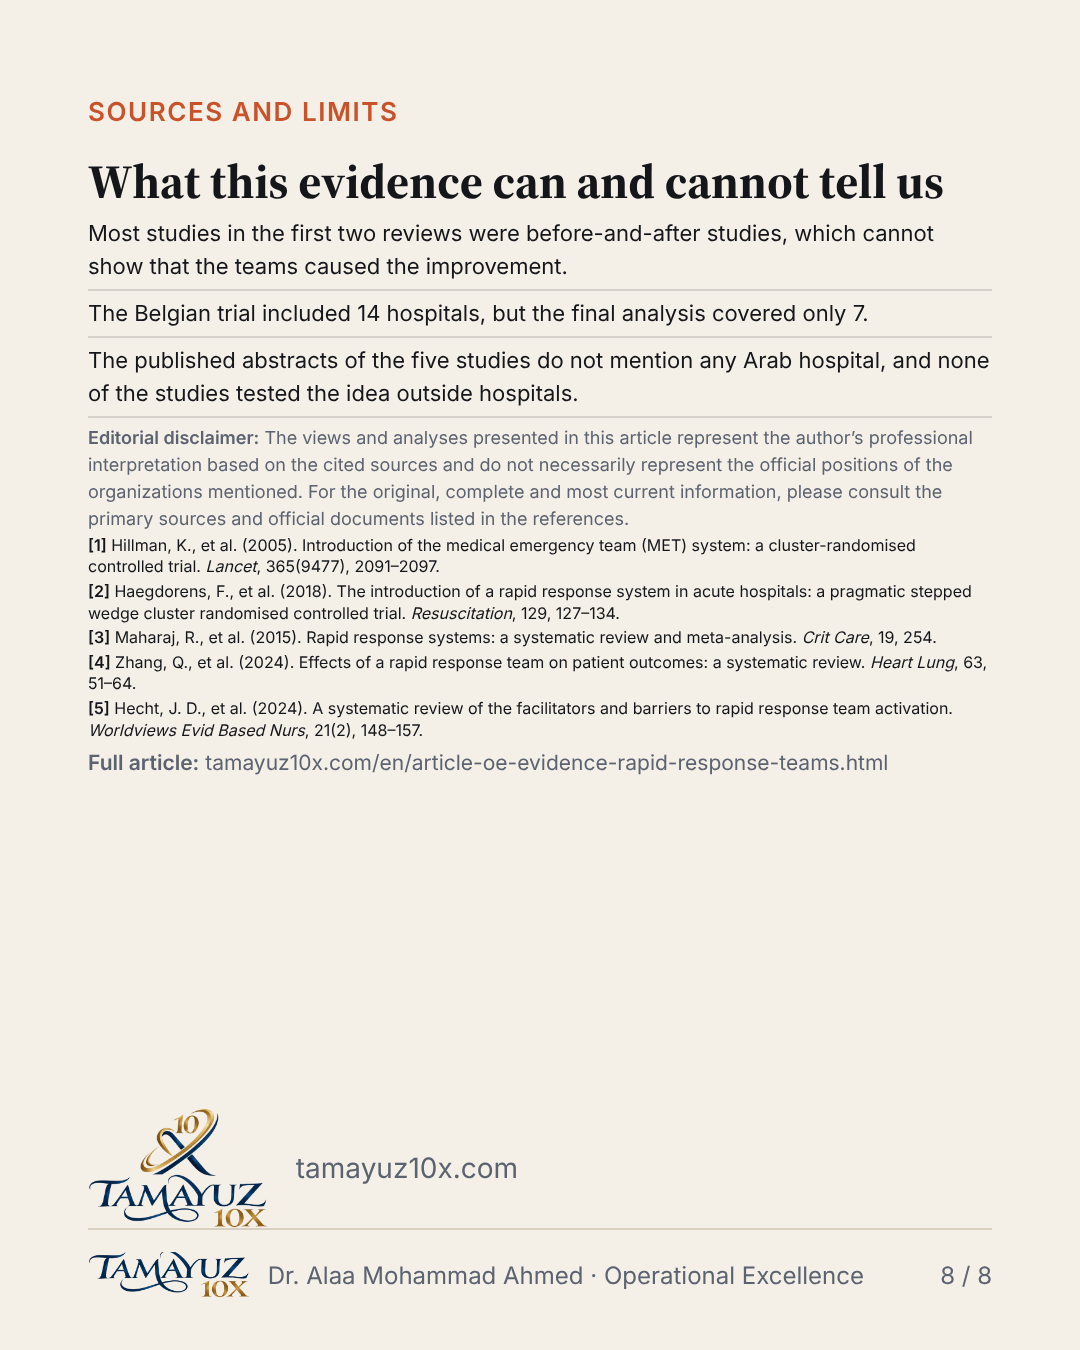 SOURCES AND LIMITS
What this evidence can and cannot tell us
Most studies in the first two reviews were before-and-after studies, which cannot
show that the teams caused the improvement.
The Belgian trial included 14 hospitals, but the final analysis covered only 7.
The published abstracts of the five studies do not mention any Arab hospital, and none
of the studies tested the idea outside hospitals.
Editorial disclaimer: The views and analyses presented in this article represent the author’s professional
interpretation based on the cited sources and do not necessarily represent the official positions of the
organizations mentioned. For the original, complete and most current information, please consult the
primary sources and official documents listed in the references.
[1] Hillman, K., et al. (2005). Introduction of the medical emergency team (MET) system: a cluster-randomised
controlled trial. Lancet, 365(9477), 2091–2097.
[2] Haegdorens, F., et al. (2018). The introduction of a rapid response system in acute hospitals: a pragmatic stepped
wedge cluster randomised controlled trial. Resuscitation, 129, 127–134.
[3] Maharaj, R., et al. (2015). Rapid response systems: a systematic review and meta-analysis. Crit Care, 19, 254.
[4] Zhang, Q., et al. (2024). Effects of a rapid response team on patient outcomes: a systematic review. Heart Lung, 63,
51–64.
[5] Hecht, J. D., et al. (2024). A systematic review of the facilitators and barriers to rapid response team activation.
Worldviews Evid Based Nurs, 21(2), 148–157.
Full article: tamayuz10x.com/en/article-oe-evidence-rapid-response-teams.html
10
TAMAYUZ
10X
tamayuz10x.com
TAMAYUZ
10X
Dr. Alaa Mohammad Ahmed · Operational Excellence
8 / 8